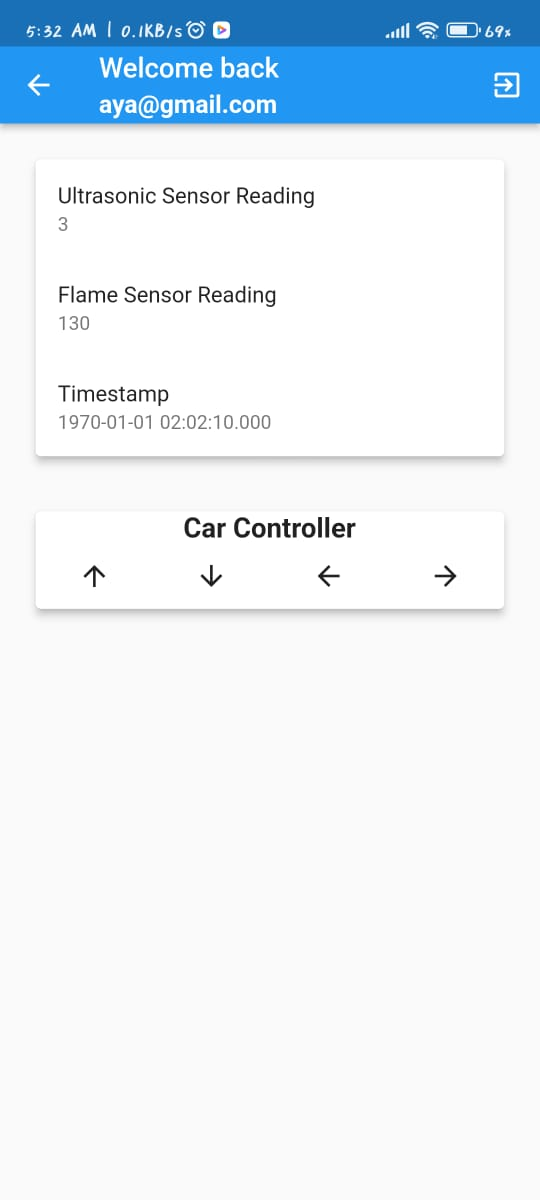 5:32 AM | 0.1KB/s
69%
Welcome back
aya@gmail.com
Ultrasonic Sensor Reading
3
Flame Sensor Reading
130
Timestamp
1970-01-01 02:02:10.000
Car Controller